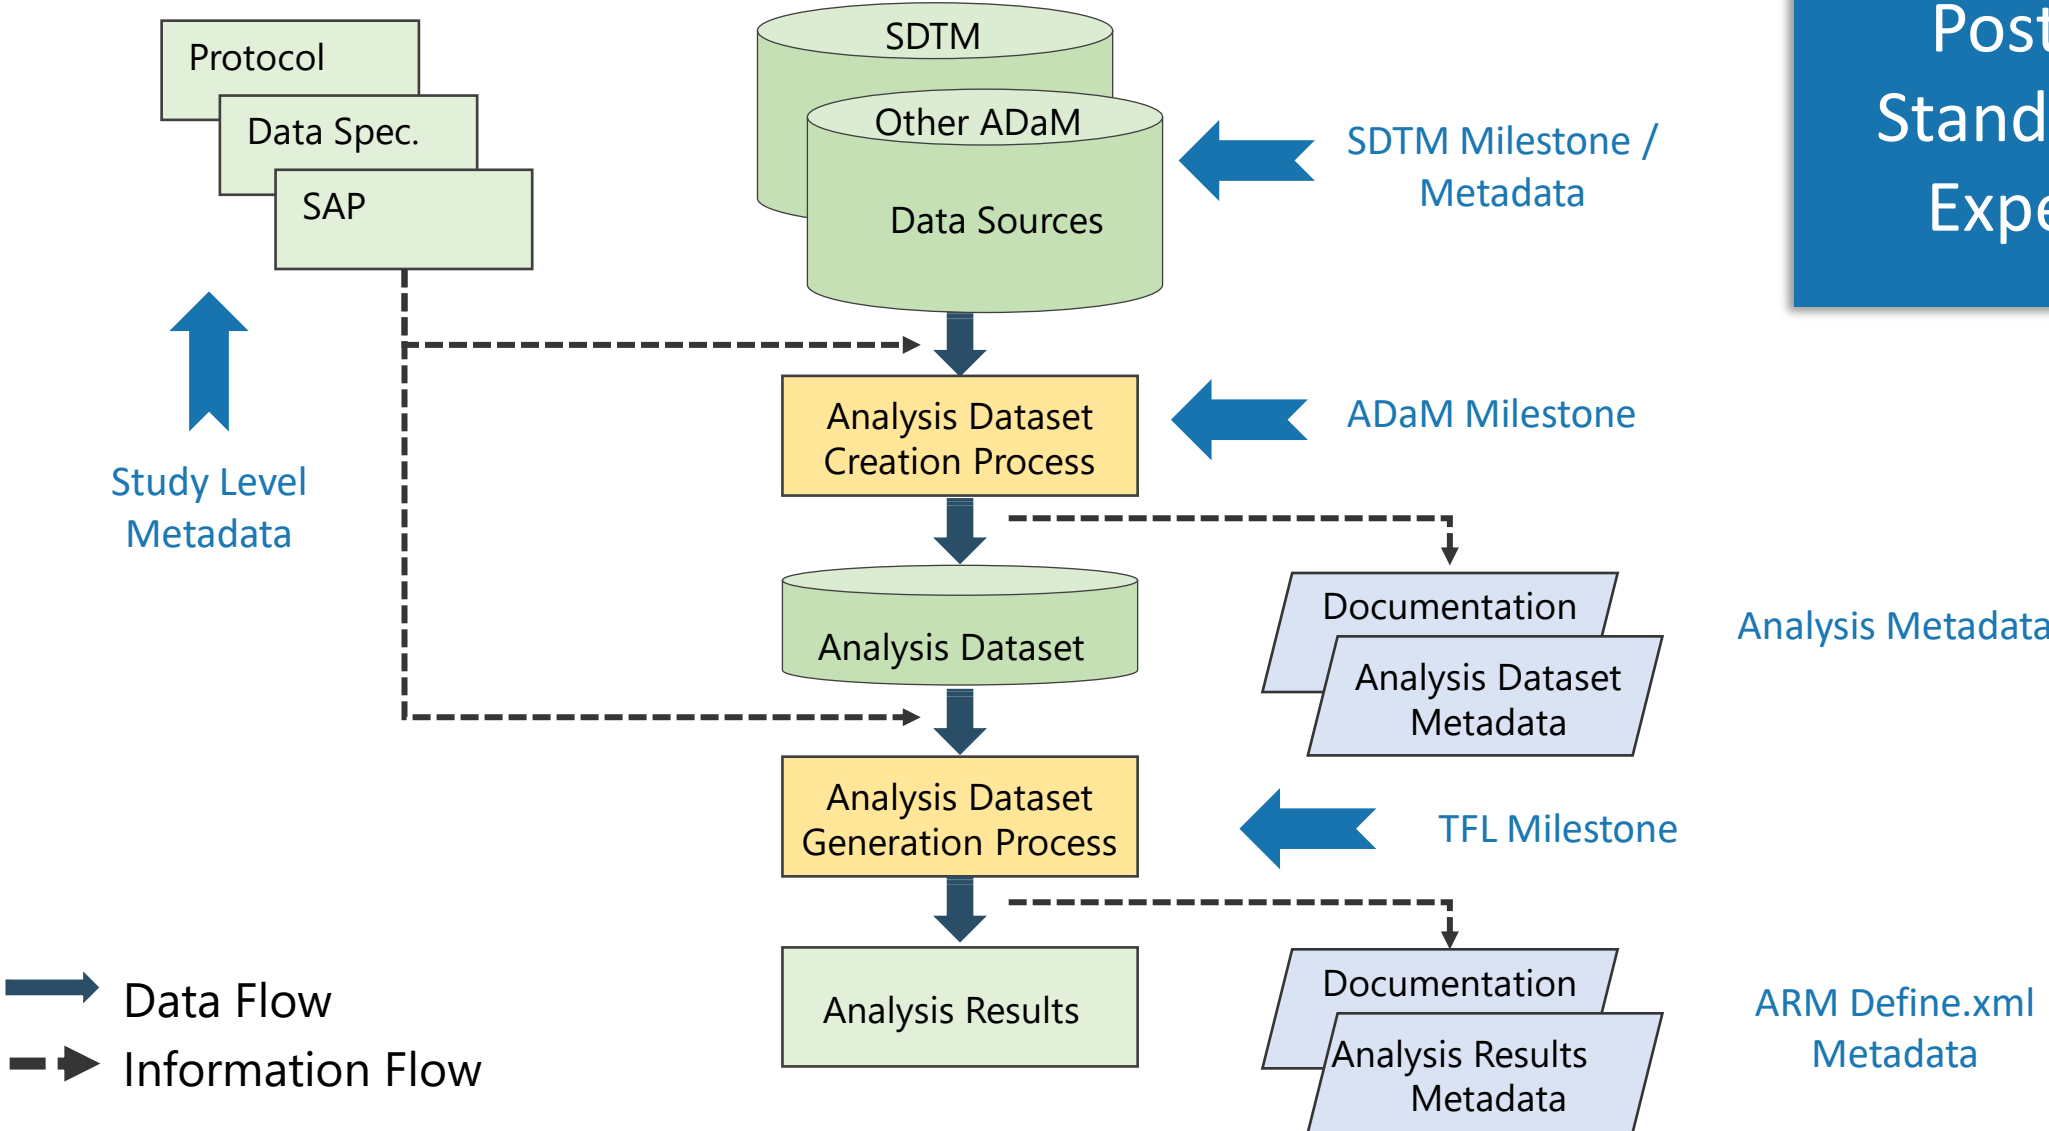 Protocol
Data Spec.
SAP
SDTM
Other ADaM
Data Sources
SDTM Milestone /
Metadata
Study Level
Metadata
Analysis Dataset
Creation Process
ADaM Milestone
Analysis Dataset
Documentation
Analysis Dataset
Metadata
Analysis Metadata
Analysis Dataset
Generation Process
TFL Milestone
Analysis Results
Documentation
Analysis Results
Metadata
ARM Define.xml
Metadata
Data Flow
Information Flow